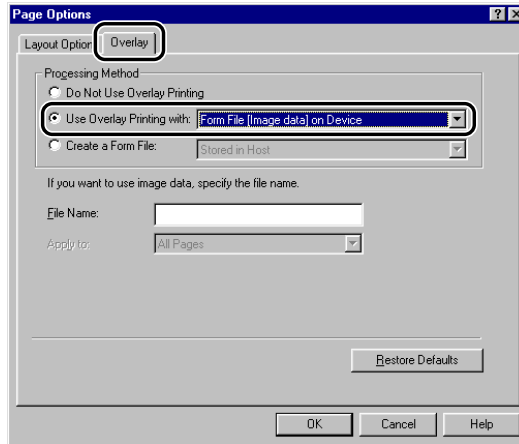 Page Options
Layout Option Overlay
Processing Method
Do Not Use Overlay Printing
Use Overlay Printing with: Form File [Image data] on Device
Create a Form File: Stored in Host
If you want to use image data, specify the file name.
File Name:
Apply to: All Pages
Restore Defaults
OK Cancel Help